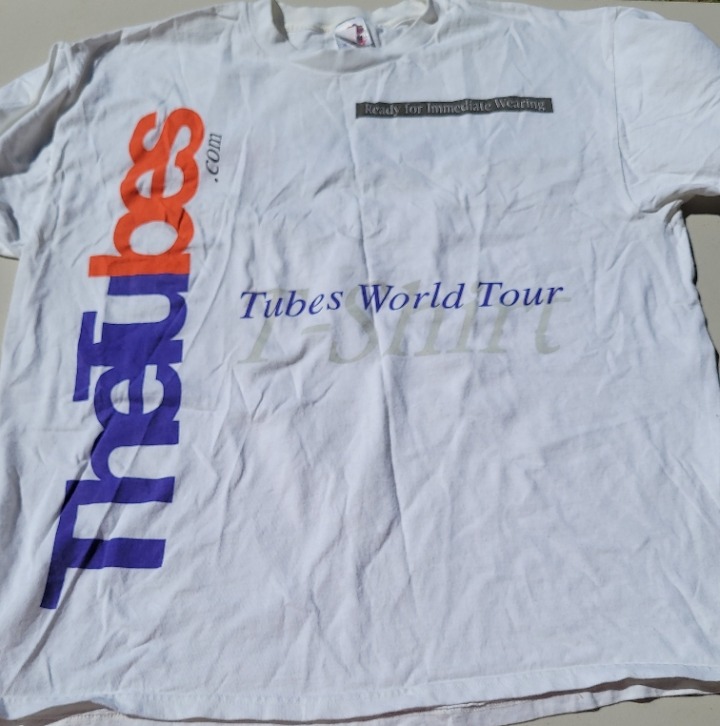 Ready for Immediate Wearing
TheTubes
.com
Tubes World Tour
T-Shirt